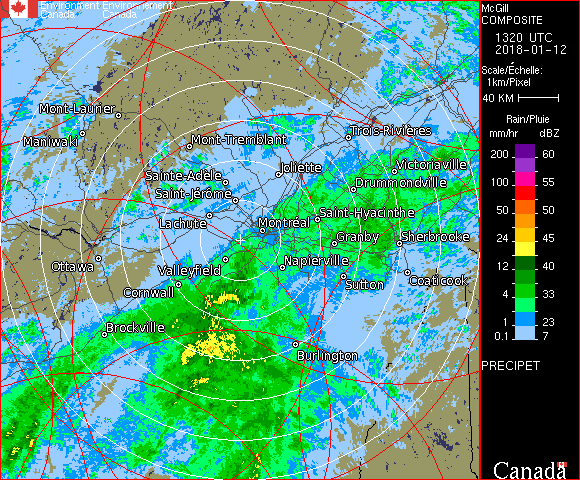 Environment Environnement
Canada Canada
McGill
COMPOSITE
1320 UTC
2018-01-12
Scale/Échelle:
1km/Pixel
40 KM
Rain/Pluie
mm/hr dBZ
200 60
100 55
50 50
24 45
12 40
4 33
1 23
0.1 7
PRECIPET
Canada
Mont-Laurier
Maniwaki
Mont-Tremblant
Trois-Rivières
Sainte-Adèle
Joliette
Victoriaville
Saint-Jérôme
Drummondville
Lachute
Montréal
Saint-Hyacinthe
Granby
Sherbrooke
Ottawa
Valleyfield
Napierville
Cornwall
Sutton
Coaticook
Brockville
Burlington